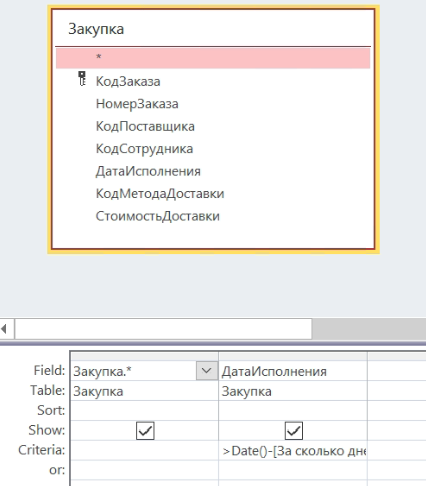 Закупка
*
КодЗаказа
НомерЗаказа
КодПоставщика
КодСотрудника
ДатаИсполнения
КодМетодаДоставки
СтоимостьДоставки
Field: Закупка.* ДатаИсполнения
Table: Закупка Закупка
Sort:
Show:
Criteria: >Date()-[За сколько дне
or: